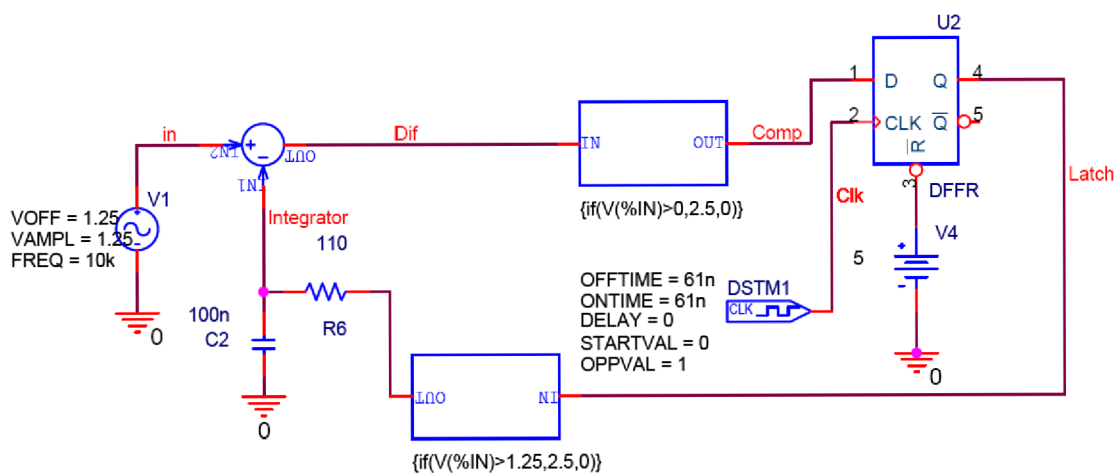 U2
1
D
Q
4
2
CLK
Q
5
R
3
DFFR
in
Dif
Comp
IN2
OUT
IN
OUT
IN1
V1
VOFF = 1.25
VAMPL = 1.25
FREQ = 10k
0
Integrator
110
R6
100n
C2
0
{if(V(%IN)>0,2.5,0)}
Clk
Latch
V4
5
0
OFFTIME = 61n
ONTIME = 61n
DELAY = 0
STARTVAL = 0
OPPVAL = 1
DSTM1
CLK
OUT
IN
{if(V(%IN)>1.25,2.5,0)}